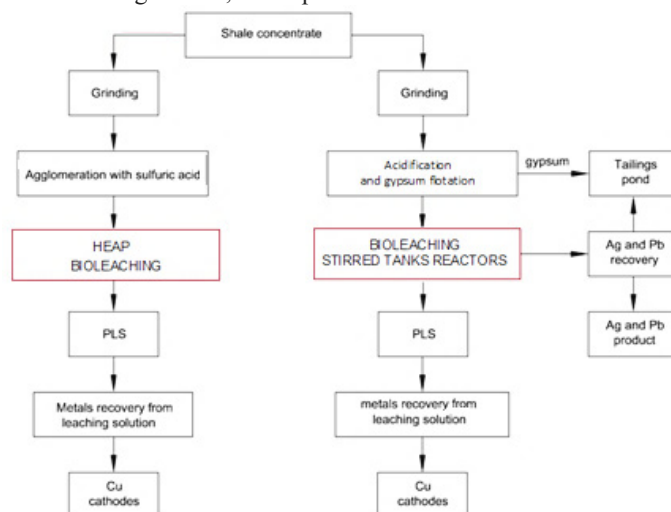 Shale concentrate
Grinding
Grinding
Agglomeration with sulfuric acid
Acidification
and gypsum flotation
gypsum
Tailings
pond
HEAP
BIOLEACHING
BIOLEACHING
STIRRED TANKS REACTORS
Ag and Pb
recovery
PLS
PLS
Ag and Pb
product
Metals recovery from
leaching solution
metals recovery from
leaching solution
Cu
cathodes
Cu
cathodes